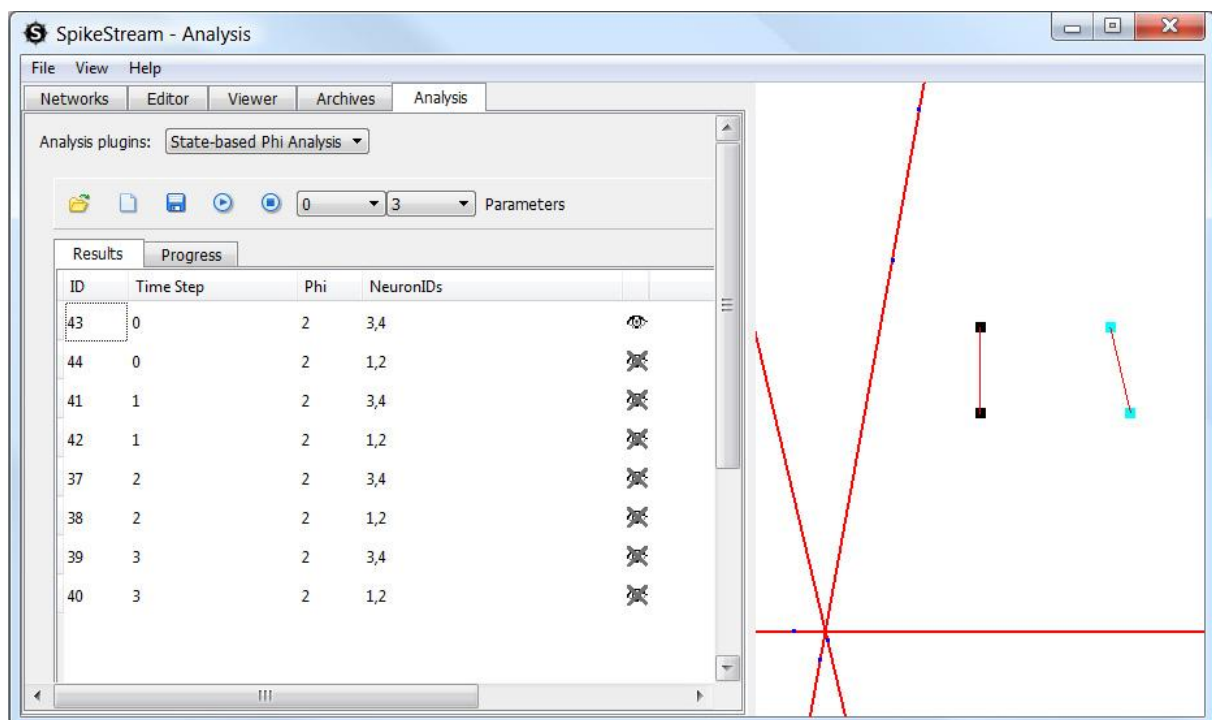 SpikeStream - Analysis
File View Help
Networks Editor Viewer Archives Analysis
Analysis plugins: State-based Phi Analysis
0 3 Parameters
Results Progress
ID Time Step Phi NeuronIDs
43 0 2 3,4
44 0 2 1,2
41 1 2 3,4
42 1 2 1,2
37 2 2 3,4
38 2 2 1,2
39 3 2 3,4
40 3 2 1,2